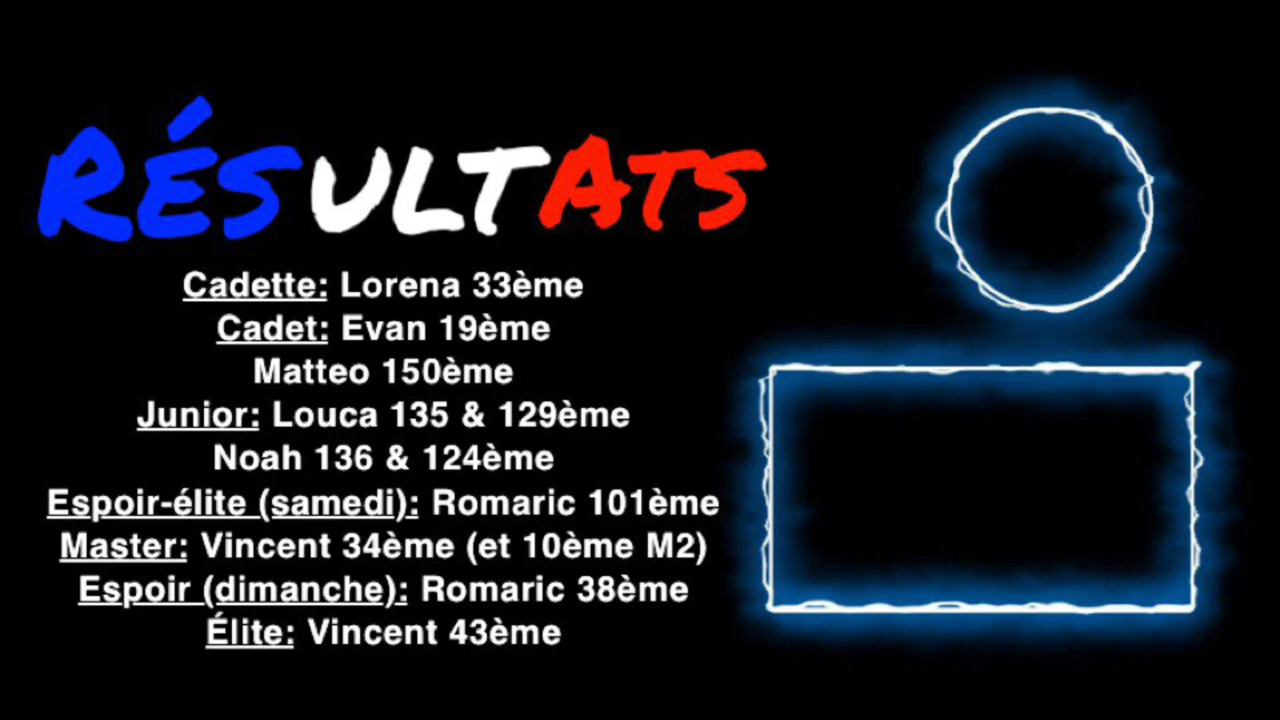 RÉSULTATS
Cadette: Lorena 33ème
Cadet: Evan 19ème
Matteo 150ème
Junior: Louca 135 & 129ème
Noah 136 & 124ème
Espoir-élite (samedi): Romaric 101ème
Master: Vincent 34ème (et 10ème M2)
Espoir (dimanche): Romaric 38ème
Élite: Vincent 43ème